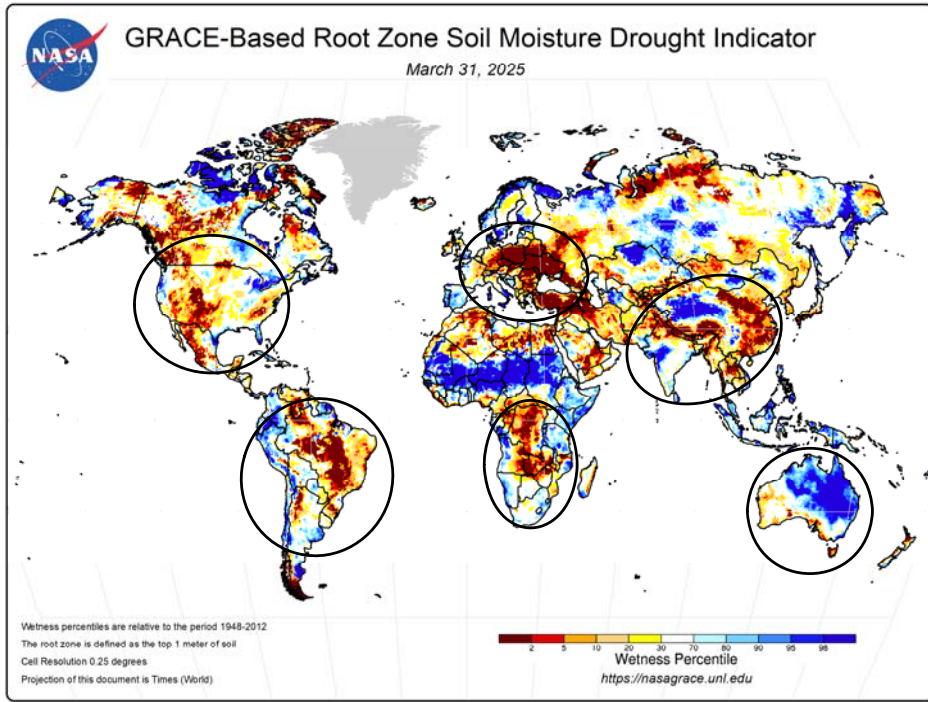 NASA
GRACE-Based Root Zone Soil Moisture Drought Indicator
March 31, 2025
Wetness percentiles are relative to the period 1948-2012
The root zone is defined as the top 1 meter of soil
Cell Resolution 0.25 degrees
Projection of this document is Times (World)
2 5 10 20 30 70 80 90 95 98
Wetness Percentile
https://nasagrace.unl.edu